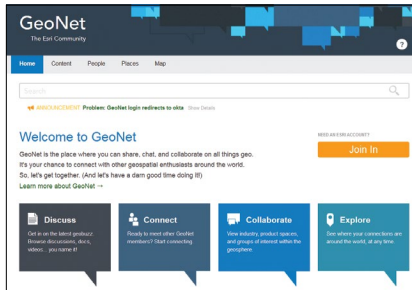 GeoNet
The Esri Community
?
Home Content People Places Map
Search
ANNOUNCEMENT Problem: GeoNet login redirects to okta Show Details
Welcome to GeoNet
GeoNet is the place where you can share, chat, and collaborate on all things geo.
It's your chance to connect with other geospatial enthusiasts around the world.
So, let's get together. (And let's have a darn good time doing it!)
Learn more about GeoNet →
NEED AN ESRI ACCOUNT?
Join In
Discuss
Get in on the latest geobuzz.
Browse discussions, docs,
videos... you name it!
Connect
Ready to meet other GeoNet
members? Start connecting.
Collaborate
View industry, product spaces,
and groups of interest within the
geosphere.
Explore
See where your connections are
around the world, at any time.